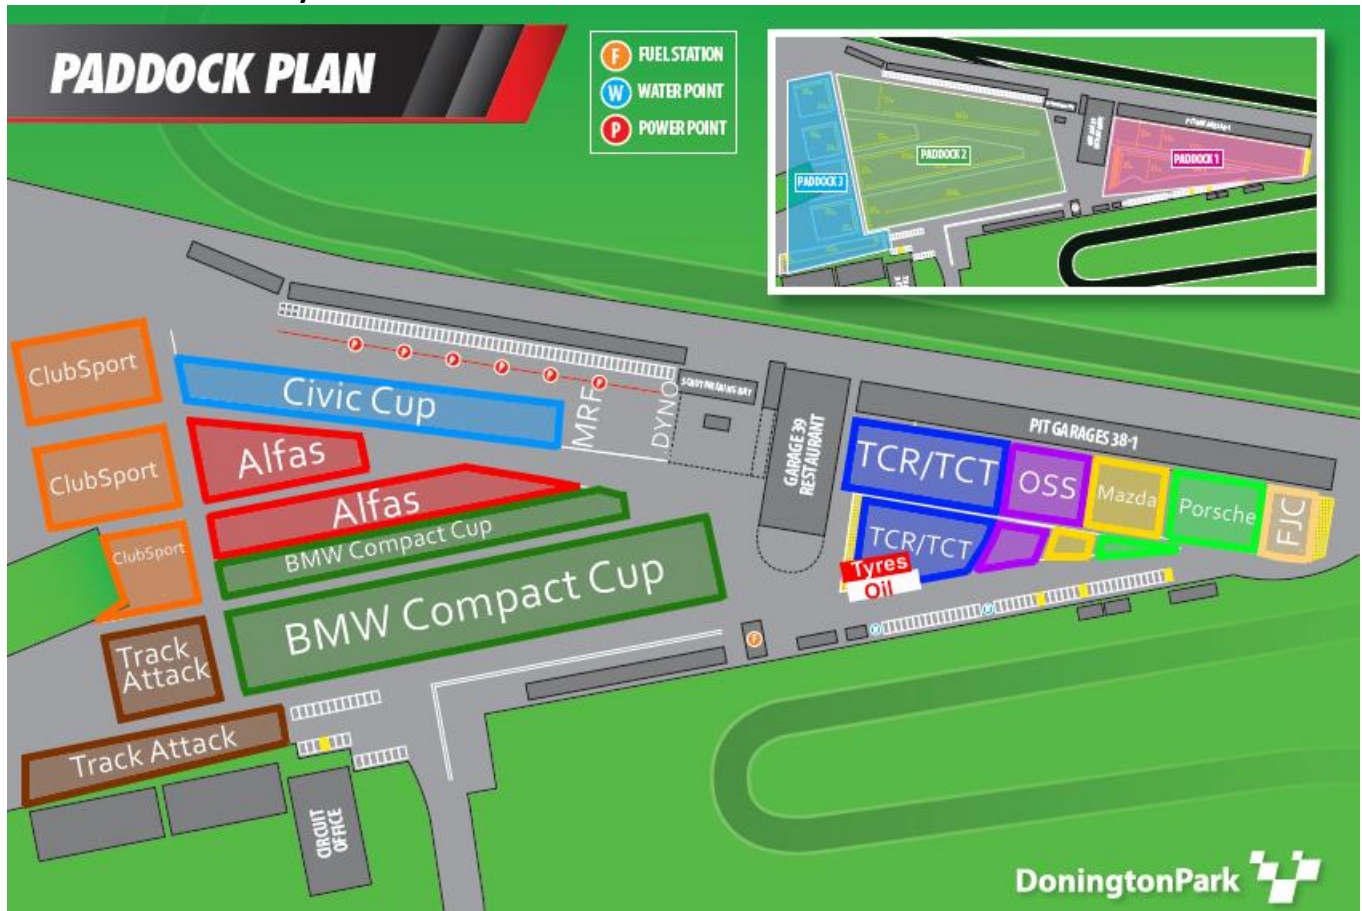 PADDOCK PLAN
F FUEL STATION
W WATER POINT
P POWER POINT
PADDOCK 1
PADDOCK 2
PADDOCK 3
ClubSport
ClubSport
ClubSport
Civic Cup
MRF
DYNO
P
P
P
P
P
P
Alfas
Alfas
BMW Compact Cup
BMW Compact Cup
Track
Attack
Track Attack
CIRCUIT
OFFICE
GARAGE 39
RESTAURANT
PIT GARAGES 38-1
TCR/TCT
OSS
Mazda
Porsche
FJC
TCR/TCT
Tyres
Oil
F
W
W
DoningtonPark